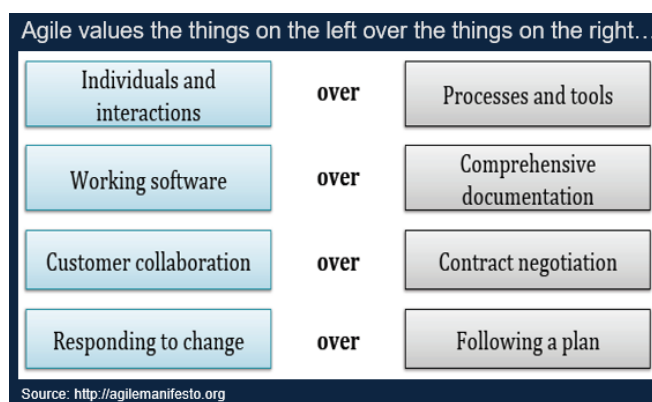 Agile values the things on the left over the things on the right…
Individuals and
interactions
over
Processes and tools
Working software
over
Comprehensive
documentation
Customer collaboration
over
Contract negotiation
Responding to change
over
Following a plan
Source: http://agilemanifesto.org